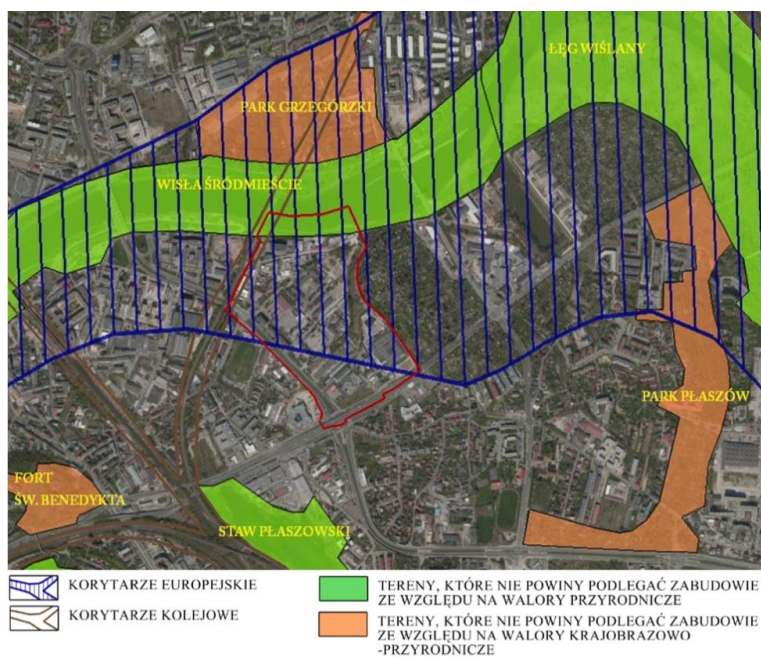 ŁĘG WIŚLANY
PARK GRZEGÓRZKI
WISŁA ŚRÓDMIEŚCIE
PARK PŁASZÓW
FORT
ŚW. BENEDYKTA
STAW PŁASZOWSKI
KORYTARZE EUROPEJSKIE
KORYTARZE KOLEJOWE
TERENY, KTÓRE NIE POWINY PODLEGAĆ ZABUDOWIE
ZE WZGLĘDU NA WALORY PRZYRODNICZE
TERENY, KTÓRE NIE POWINY PODLEGAĆ ZABUDOWIE
ZE WZGLĘDU NA WALORY KRAJOBRAZOWO
-PRZYRODNICZE